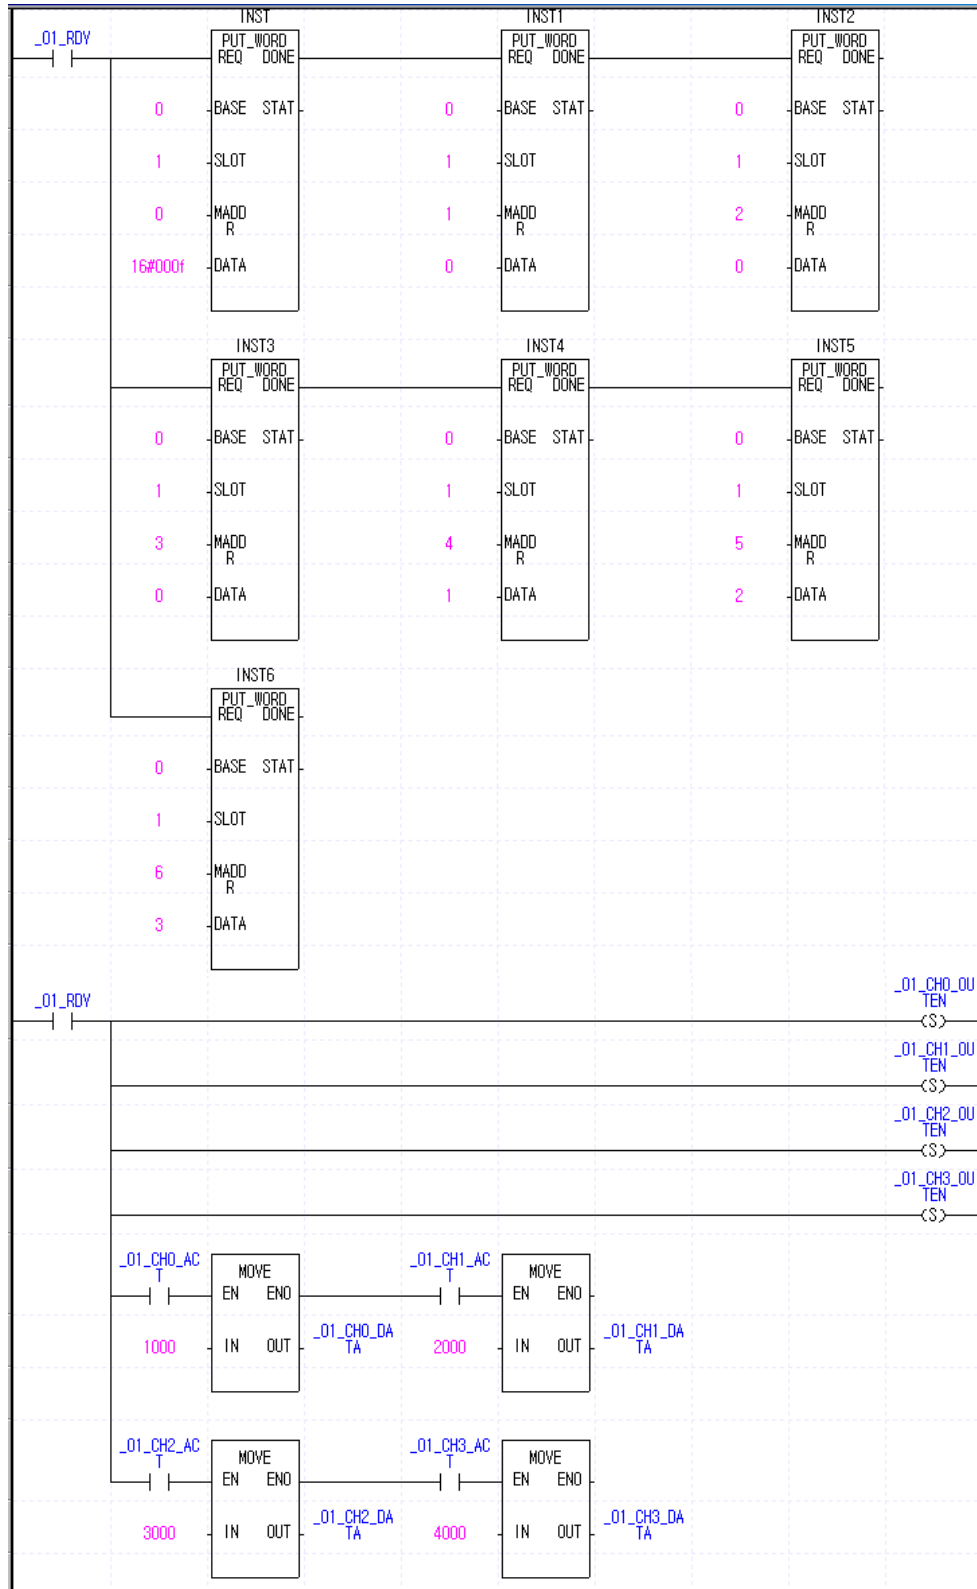 INST INST1 INST2
_01_RDY PUT_WORD PUT_WORD PUT_WORD
REQ DONE REQ DONE REQ DONE
0 BASE STAT 0 BASE STAT 0 BASE STAT
1 SLOT 1 SLOT 1 SLOT
0 MADD 1 MADD 2 MADD
R R R
16#000f DATA 0 DATA 0 DATA
INST3 INST4 INST5
PUT_WORD PUT_WORD PUT_WORD
REQ DONE REQ DONE REQ DONE
0 BASE STAT 0 BASE STAT 0 BASE STAT
1 SLOT 1 SLOT 1 SLOT
3 MADD 4 MADD 5 MADD
R R R
0 DATA 1 DATA 2 DATA
INST6
PUT_WORD
REQ DONE
0 BASE STAT
1 SLOT
6 MADD
R
3 DATA
_01_CH0_OU
_01_RDY TEN
(S)
_01_CH1_OU
TEN
(S)
_01_CH2_OU
TEN
(S)
_01_CH3_OU
TEN
(S)
_01_CH0_AC _01_CH1_AC
T MOVE T MOVE
EN ENO EN ENO
_01_CH0_DA _01_CH1_DA
1000 IN OUT TA 2000 IN OUT TA
_01_CH2_AC _01_CH3_AC
T MOVE T MOVE
EN ENO EN ENO
_01_CH2_DA _01_CH3_DA
3000 IN OUT TA 4000 IN OUT TA